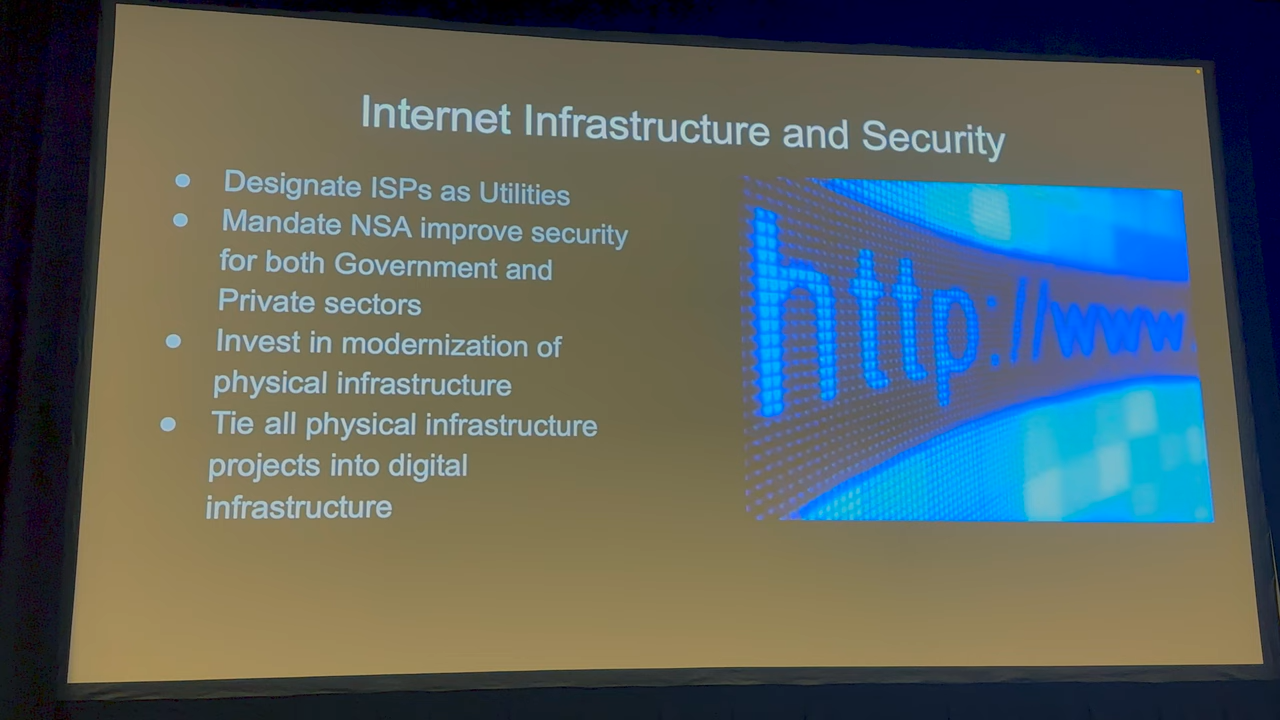 Internet Infrastructure and Security
● Designate ISPs as Utilities
● Mandate NSA improve security
for both Government and
Private sectors
● Invest in modernization of
physical infrastructure
● Tie all physical infrastructure
projects into digital
infrastructure
http://www.